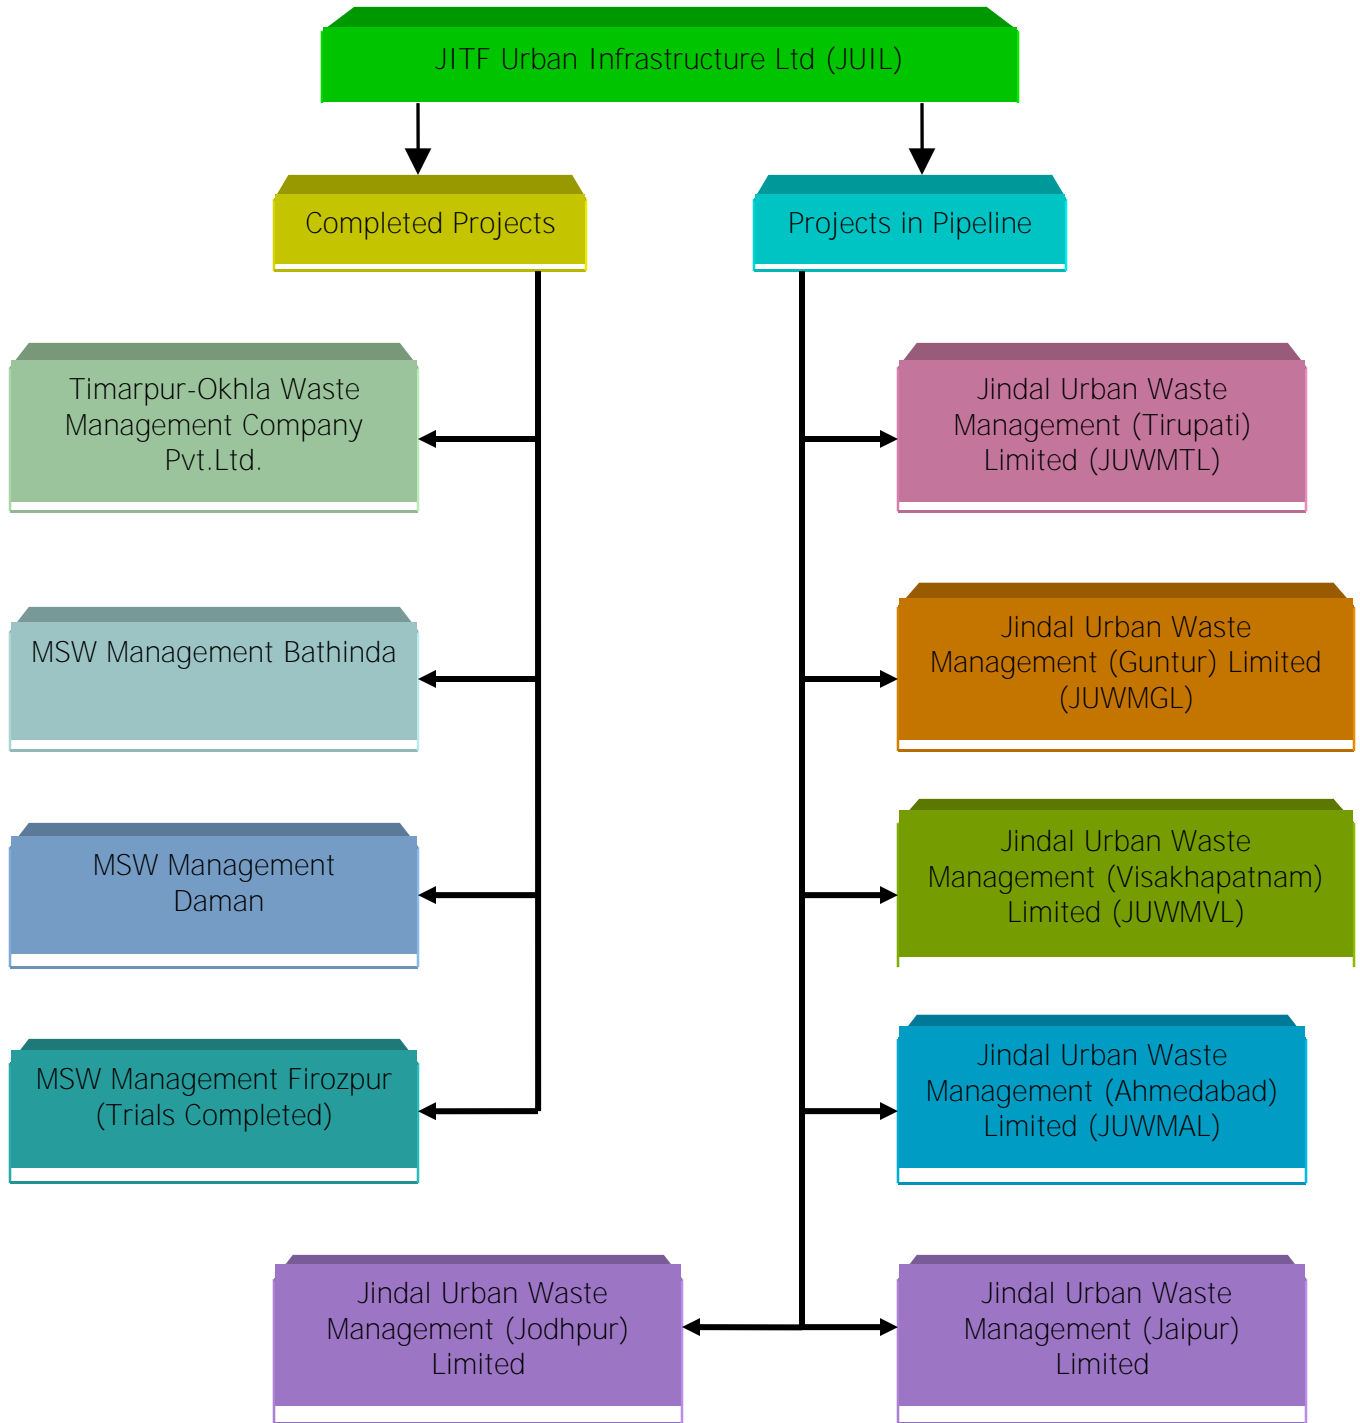 JITF Urban Infrastructure Ltd (JUIL)
Completed Projects
Projects in Pipeline
Timarpur-Okhla Waste
Management Company
Pvt.Ltd.
Jindal Urban Waste
Management (Tirupati)
Limited (JUWMTL)
MSW Management Bathinda
Jindal Urban Waste
Management (Guntur) Limited
(JUWMGL)
MSW Management
Daman
Jindal Urban Waste
Management (Visakhapatnam)
Limited (JUWMVL)
MSW Management Firozpur
(Trials Completed)
Jindal Urban Waste
Management (Ahmedabad)
Limited (JUWMAL)
Jindal Urban Waste
Management (Jodhpur)
Limited
Jindal Urban Waste
Management (Jaipur)
Limited